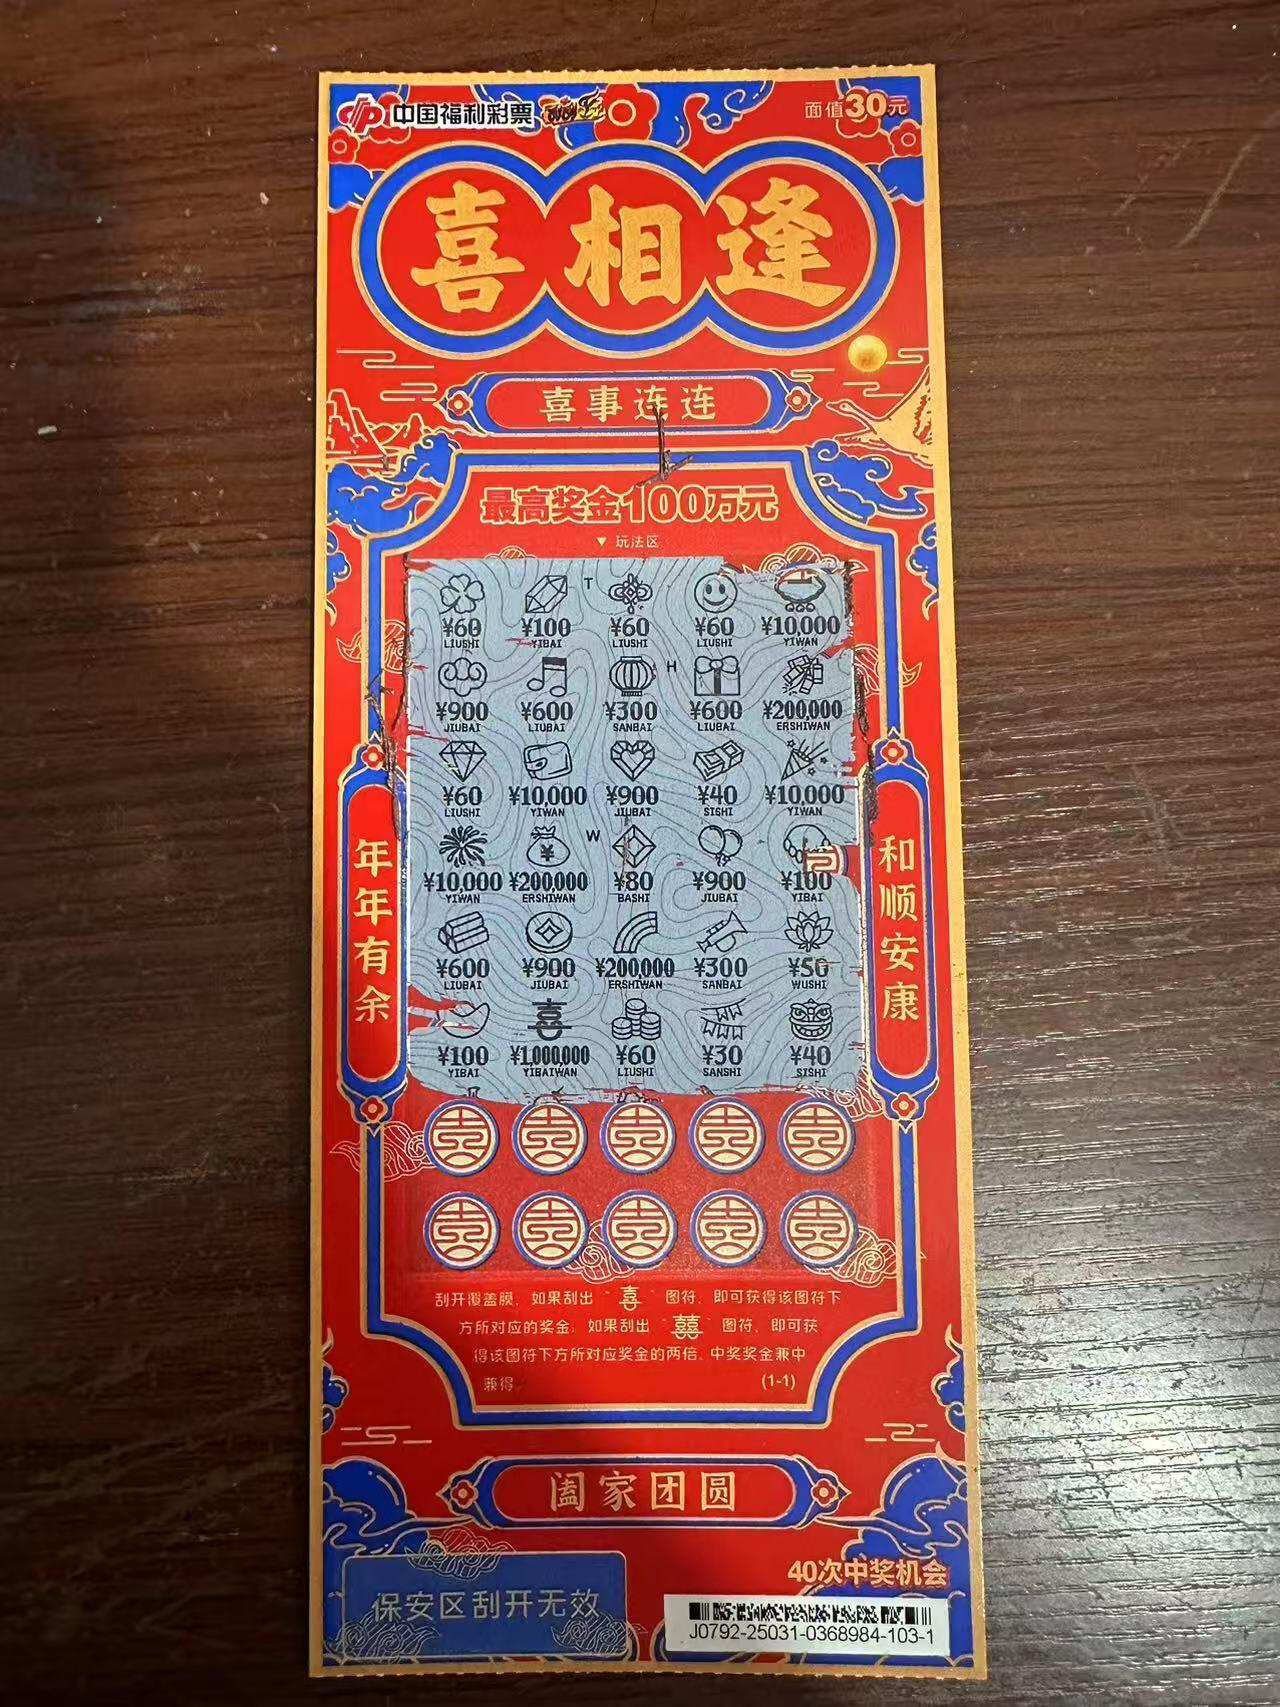 中国福利彩票
面值30元
喜相逢
喜事连连
最高奖金100万元
▼ 玩法区
T
¥60 ¥100 ¥60 ¥60 ¥10,000
LIUSHI YIBAI LIUSHI LIUSHI YIWAN
H
¥900 ¥600 ¥300 ¥600 ¥200,000
JIUBAI LIUBAI SANBAI LIUBAI ERSHIWAN
¥60 ¥10,000 ¥900 ¥40 ¥10,000
LIUSHI YIWAN JIUBAI SISHI YIWAN
¥ W
¥10,000 ¥200,000 ¥80 ¥900 ¥100
YIWAN ERSHIWAN BASHI JIUBAI YIBAI
¥600 ¥900 ¥200,000 ¥300 ¥50
LIUBAI JIUBAI ERSHIWAN SANBAI WUSHI
喜
¥100 ¥1,000,000 ¥60 ¥30 ¥40
YIBAI YIBAIWAN LIUSHI SANSHI SISHI
年年有余
和顺安康
刮开覆盖膜，如果刮出“喜”图符，即可获得该图符下
方所对应的奖金；如果刮出“囍”图符，即可获
得该图符下方所对应奖金的两倍。中奖奖金兼中
兼得。
(1-1)
阖家团圆
40次中奖机会
保安区刮开无效
J0792-25031-0368984-103-1